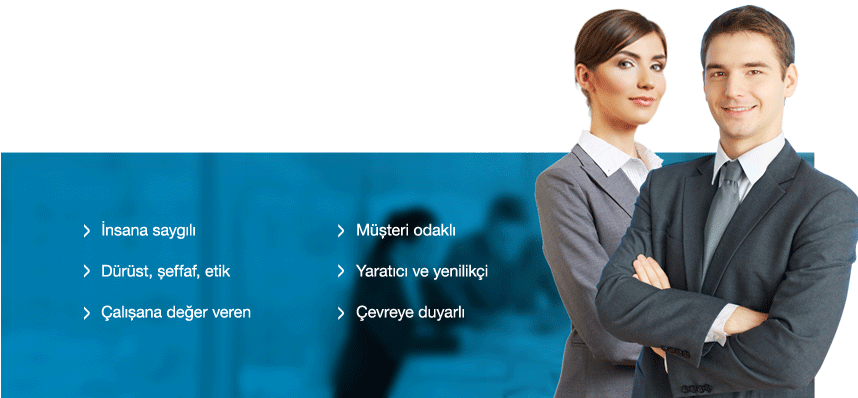 İnsana saygılı
Dürüst, şeffaf, etik
Çalışana değer veren
Müşteri odaklı
Yaratıcı ve yenilikçi
Çevreye duyarlı